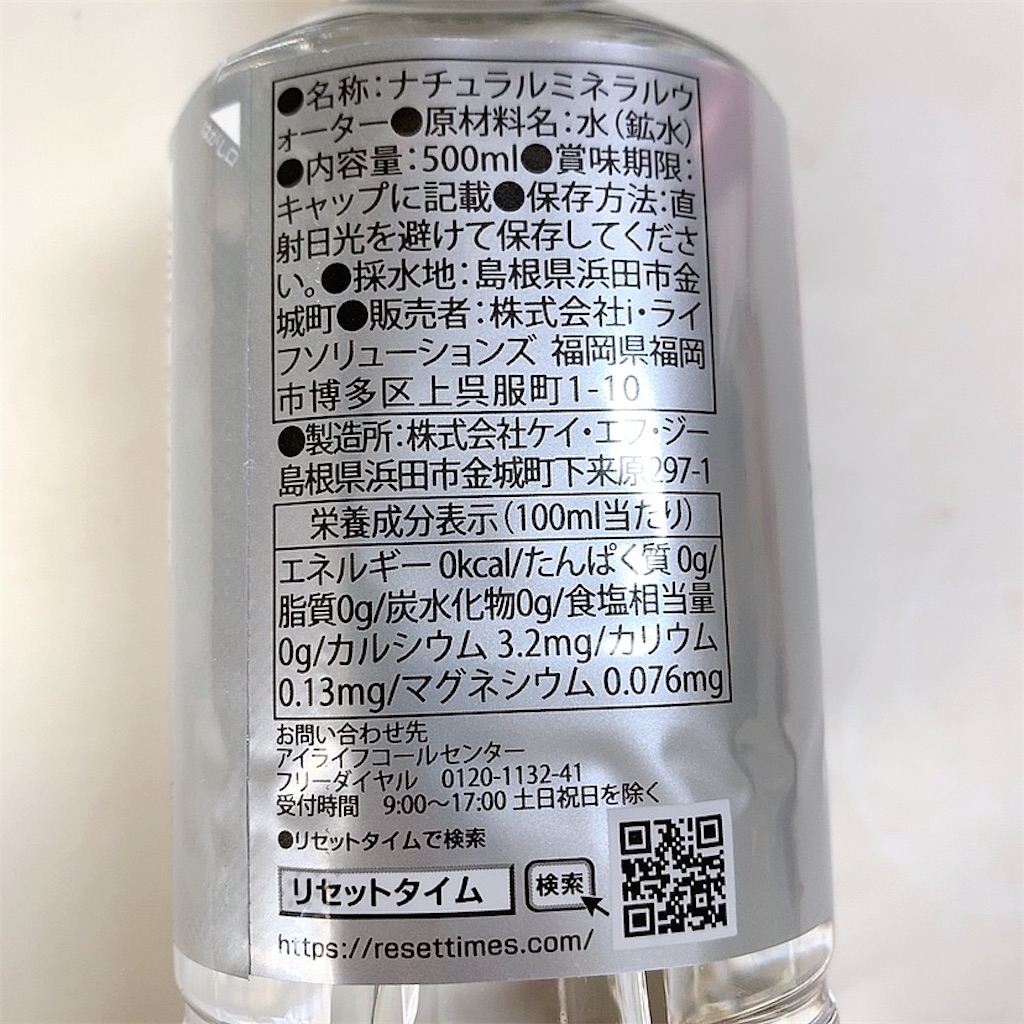 はがし口
●名称：ナチュラルミネラルウ
ォーター●原材料名：水（鉱水）
●内容量：500ml●賞味期限：
キャップに記載●保存方法：直
射日光を避けて保存してくださ
い。●採水地：島根県浜田市金
城町●販売者：株式会社i・ライ
フソリューションズ 福岡県福岡
市博多区上呉服町1-10
●製造所：株式会社ケイ・エフ・ジー
島根県浜田市金城町下来原297-1
栄養成分表示（100ml当たり）
エネルギー 0kcal/たんぱく質 0g/
脂質0g/炭水化物0g/食塩相当量
0g/カルシウム 3.2mg/カリウム
0.13mg/マグネシウム 0.076mg
お問い合わせ先
アイライフコールセンター
フリーダイヤル 0120-1132-41
受付時間 9:00～17:00 土日祝日を除く
●リセットタイムで検索
リセットタイム 検索
https://resettimes.com/